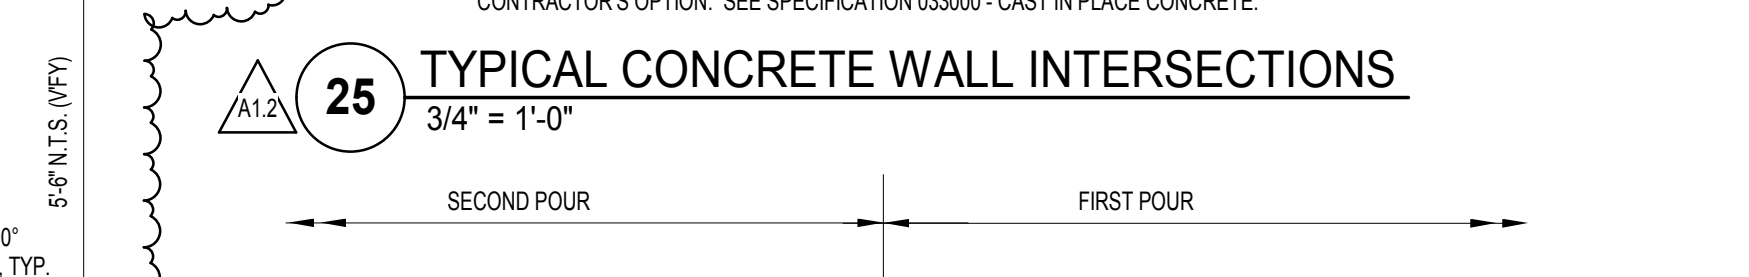 CONTRACTOR'S OPTION. SEE SPECIFICATION 033000 - CAST IN PLACE CONCRETE.
A1.2
25
TYPICAL CONCRETE WALL INTERSECTIONS
3/4" = 1'-0"
5'-6" N.T.S. (V'FY)
SECOND POUR
FIRST POUR
0°
, TYP.